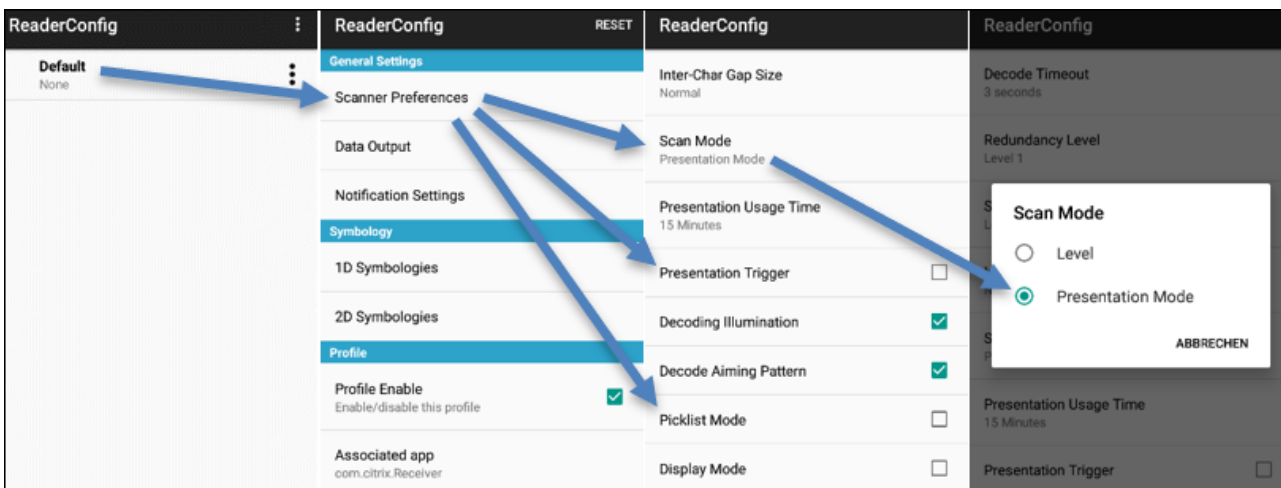 ReaderConfig
Default
None
ReaderConfig
RESET
General Settings
Scanner Preferences
Data Output
Notification Settings
Symbology
1D Symbologies
2D Symbologies
Profile
Profile Enable
Enable/disable this profile
Associated app
com.citrix.Receiver
ReaderConfig
Inter-Char Gap Size
Normal
Scan Mode
Presentation Mode
Presentation Usage Time
15 Minutes
Presentation Trigger
Decoding Illumination
Decode Aiming Pattern
Picklist Mode
Display Mode
ReaderConfig
Decode Timeout
3 seconds
Redundancy Level
Level 1
Scan Mode
Level
Presentation Mode
ABBRECHEN
Presentation Usage Time
15 Minutes
Presentation Trigger